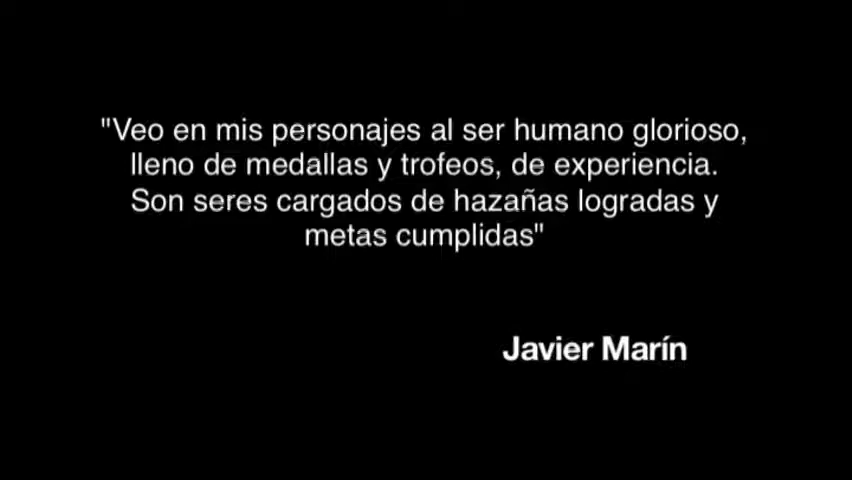 "Veo en mis personajes al ser humano glorioso,
lleno de medallas y trofeos, de experiencia.
Son seres cargados de hazañas logradas y
metas cumplidas"
Javier Marín